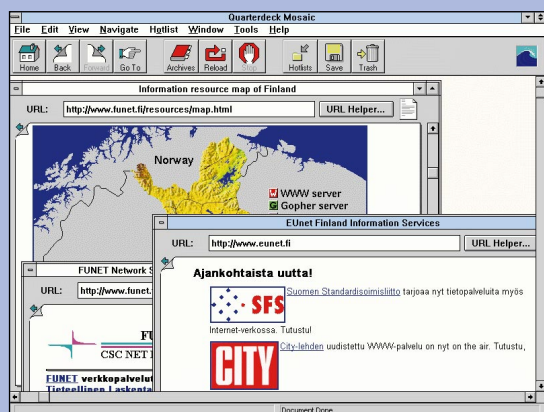 Quarterdeck Mosaic
File Edit View Navigate Hotlist Window Tools Help
Home Back Forward Go To Archives Reload Stop Hotlists Save Trash
Information resource map of Finland
URL: http://www.funet.fi/resources/map.html URL Helper...
Norway
W WWW server
G Gopher server
EUnet Finland Information Services
URL: http://www.eunet.fi URL Helper...
FUNET Network S
URL: http://www.funet.
Ajankohtaista uutta!
SFS Suomen Standardisoimisliitto tarjoaa nyt tietopalveluita myös
Internet-verkossa. Tutustu!
CITY City-lehden uudistettu WWW-palvelu on nyt on the air. Tutustu,
FU
CSC NET
FUNET verkkopalvelut
Tieteellinen Laskenta
Document Done